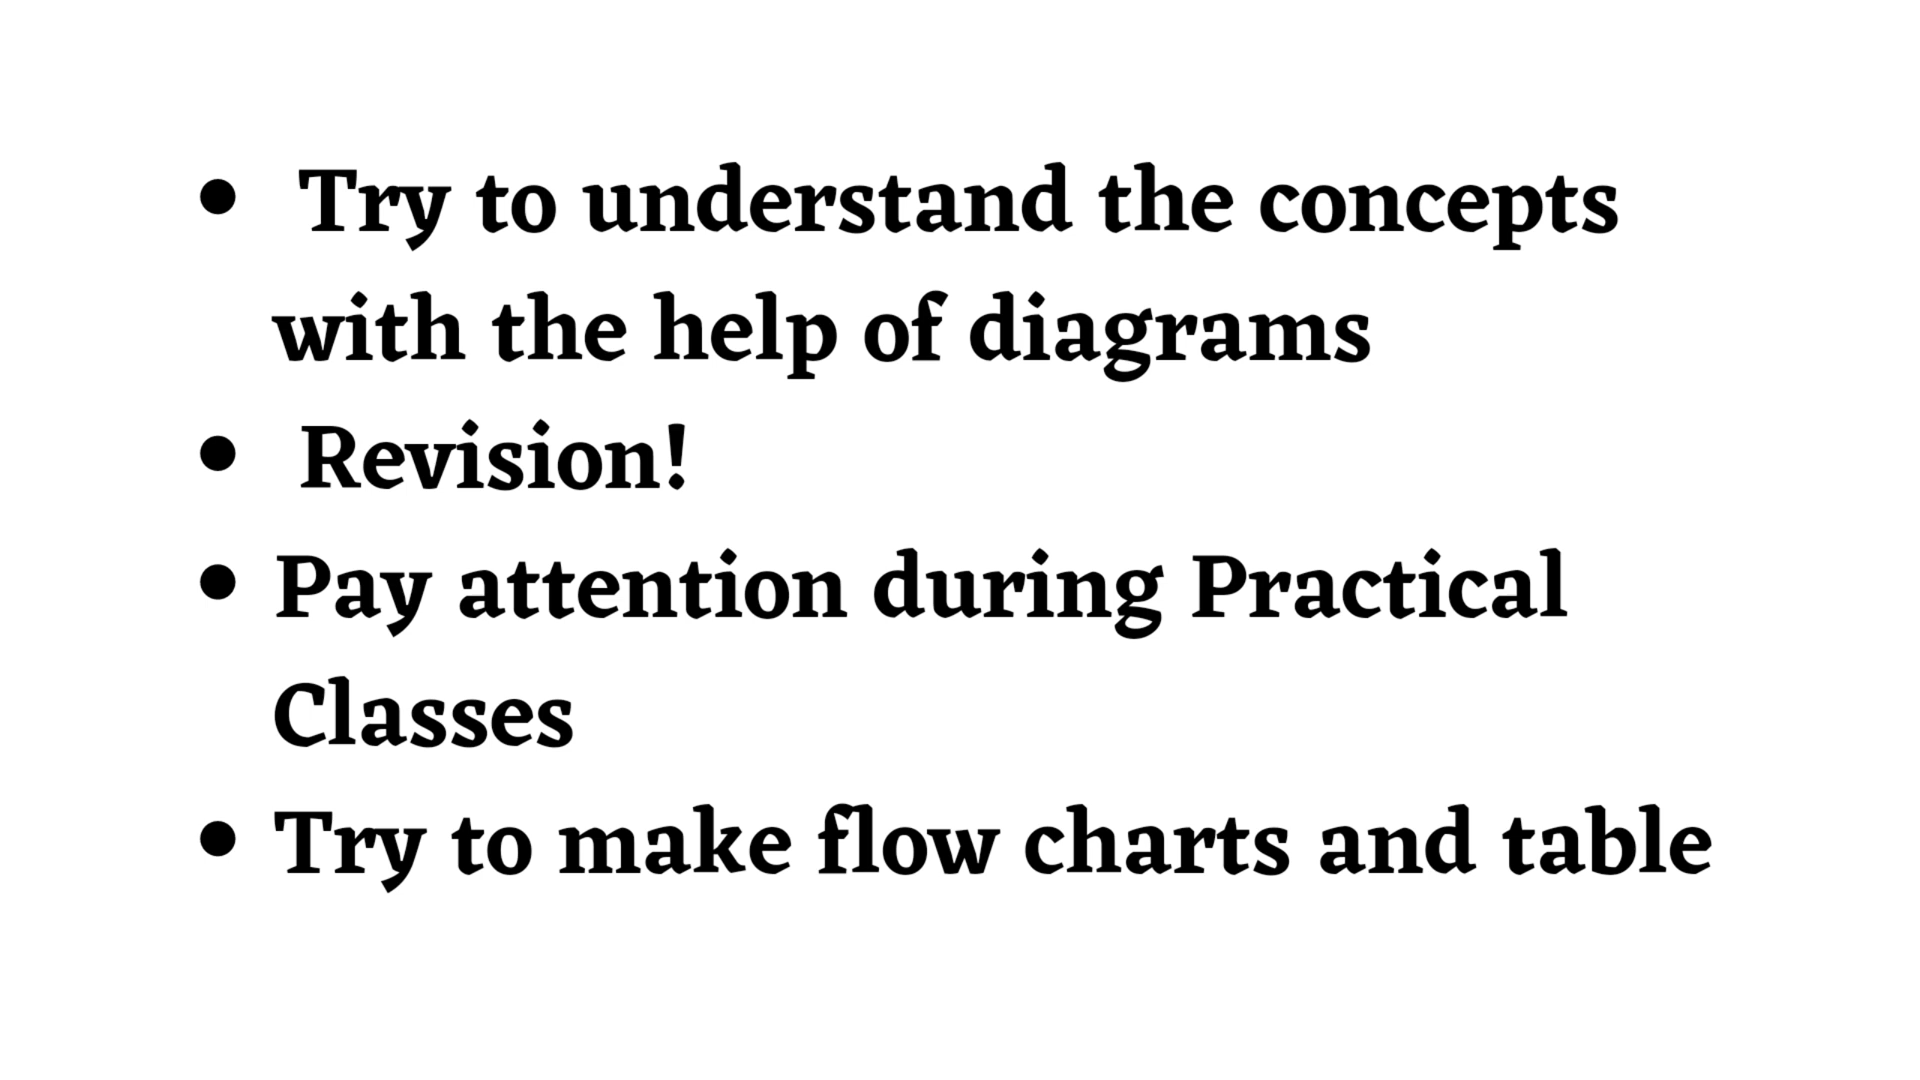 • Try to understand the concepts
with the help of diagrams
• Revision!
• Pay attention during Practical
Classes
• Try to make flow charts and table